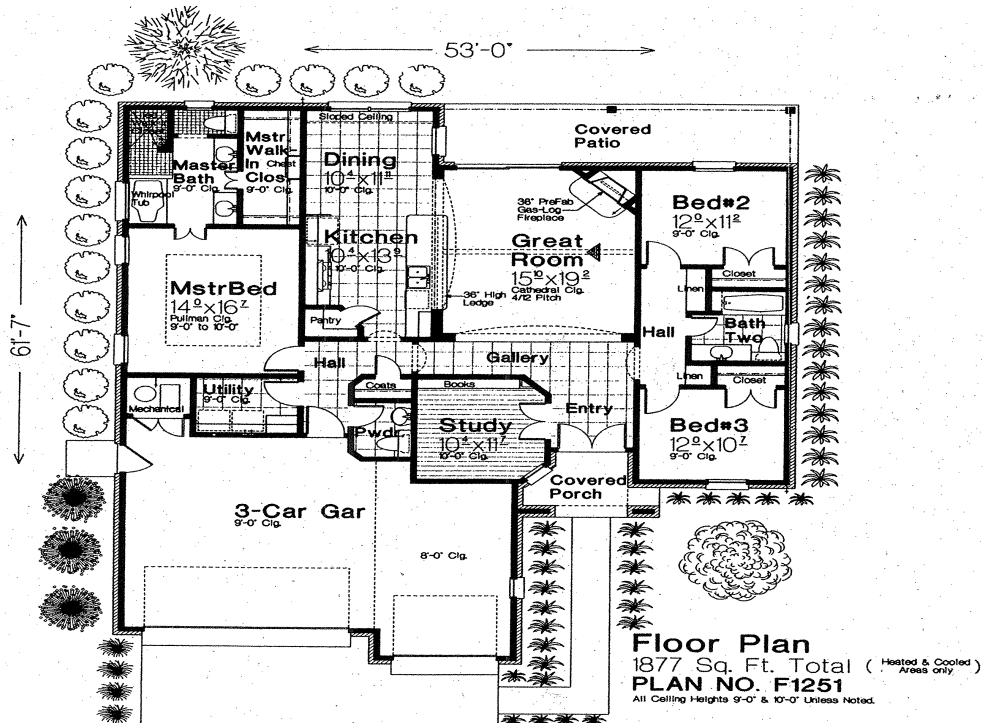 53'-0"
61'-7"
Sloped Ceiling
Covered
Patio
Mstr
Walk-
In Chest
Clos.
9'-0" Clg.
Dining
10⁴x11¹¹
10'-0" Clg.
Master
Bath
9'-0" Clg.
Whirlpool
Tub
36" PreFab
Gas-Log
Fireplace
Bed#2
12⁰x11²
9'-0" Clg.
Kitchen
10⁴x13⁹
10'-0" Clg.
Great
Room
15¹⁰x19²
Cathedral Clg.
4/12 Pitch
Closet
Linen
MstrBed
14⁰x16⁷
Pullman Clg.
9'-0" to 10'-0"
36" High
Ledge
Pantry
Hall
Bath
Two
Hall
Gallery
Linen
Closet
Utility
9'-0" Clg.
Coats
Books
Mechanical
Entry
Pwdr.
Study
10⁴x11⁷
10'-0" Clg.
Bed#3
12⁰x10⁷
9'-0" Clg.
Covered
Porch
3-Car Gar
9'-0" Clg.
8'-0" Clg.
Floor Plan
1877 Sq. Ft. Total ( Heated & Cooled
Areas only )
PLAN NO. F1251
All Ceiling Heights 9'-0" & 10'-0" Unless Noted.